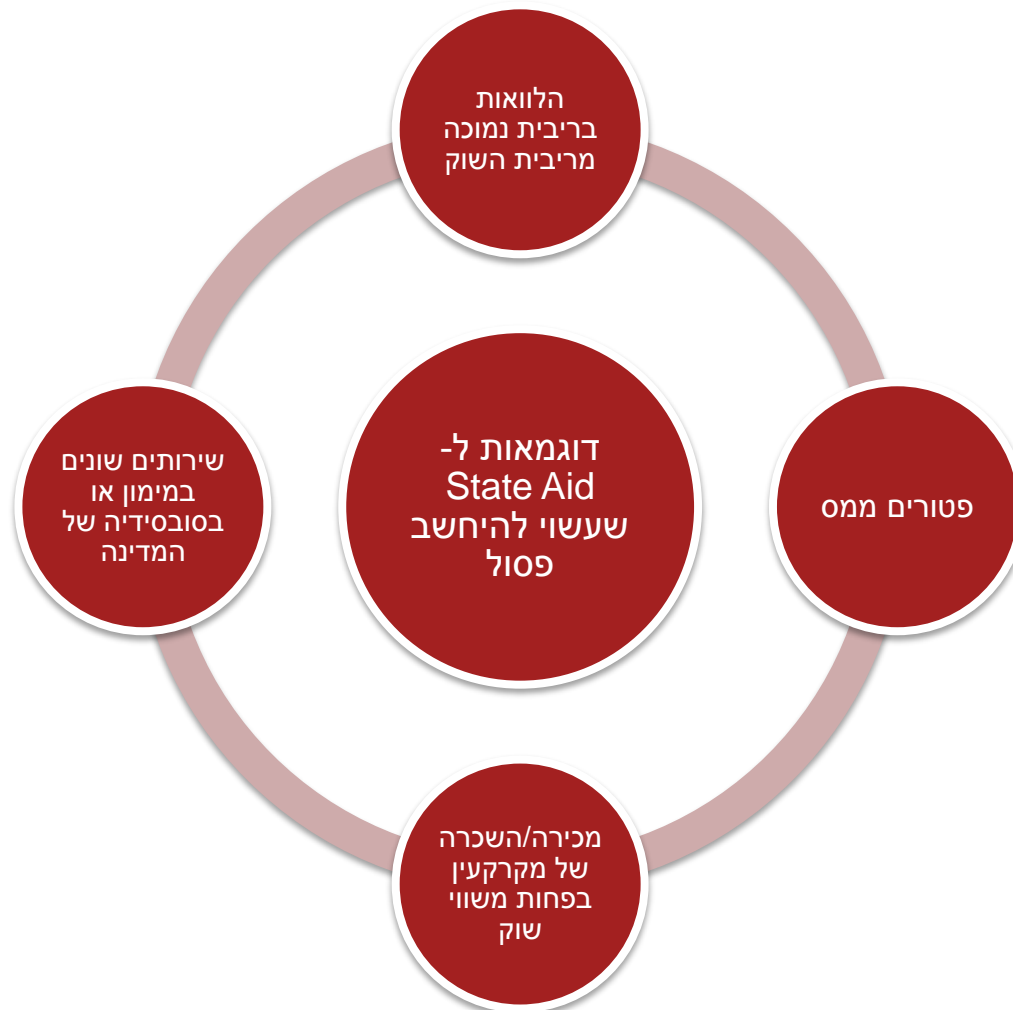 הלוואות
בריבית נמוכה
מריבית השוק
דוגמאות ל-
State Aid
שעשוי להיחשב
פסול
פטורים ממס
מכירה/השכרה
של מקרקעין
בפחות משווי
שוק
שירותים שונים
במימון או
בסובסידיה של
המדינה